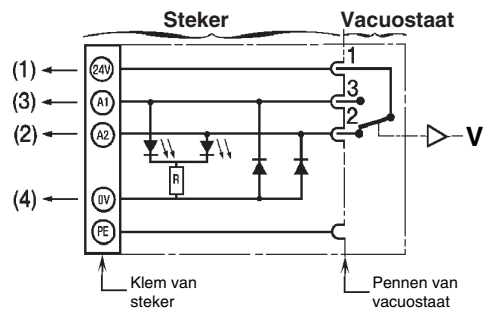 Steker Vacuostaat
(1) 24V 1
(3) A1 3
(2) A2 2
V
R
(4) 0V
PE
Klem van
steker
Pennen van
vacuostaat